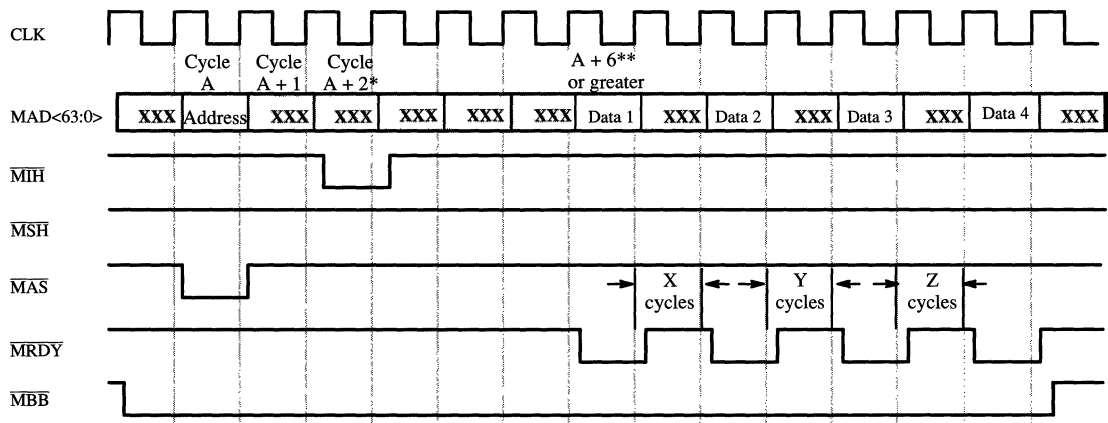 CLK
Cycle A
Cycle A + 1
Cycle A + 2*
A + 6** or greater
MAD<63:0>
XXX Address XXX XXX XXX XXX XXX Data 1 XXX Data 2 XXX Data 3 XXX Data 4 XXX
MIH
MSH
MAS
X cycles
Y cycles
Z cycles
MRDY
MBB